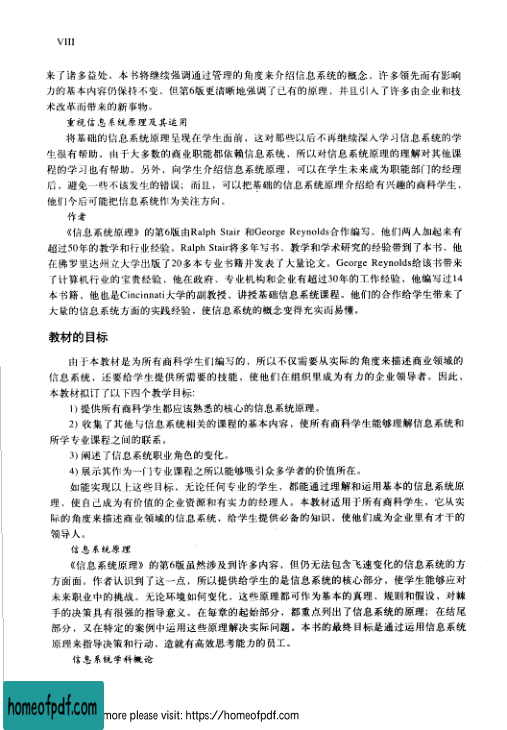 VIII
来了诸多益处。本书将继续强调通过管理的角度来介绍信息系统的概念，许多领先而有影响
力的基本内容仍保持不变，但第6版更清晰地强调了已有的原理，并且引入了许多由企业和技
术改革而带来的新事物。
重视信息系统原理及其运用
将基础的信息系统原理呈现在学生面前，这对那些以后不再继续深入学习信息系统的学
生很有帮助。由于大多数的商业职能都依赖信息系统，所以对信息系统原理的理解对其他课
程的学习也有帮助。另外，向学生介绍信息系统原理，可以在学生未来成为职能部门的经理
后，避免一些不该发生的错误；而且，可以把基础的信息系统原理介绍给有兴趣的商科学生，
他们今后可能把信息系统作为关注方向。
作者
《信息系统原理》的第6版由Ralph Stair 和George Reynolds合作编写。他们两人加起来有
超过50年的教学和行业经验。Ralph Stair将多年写书、教学和学术研究的经验带到了本书，他
在佛罗里达州立大学出版了20多本专业书籍并发表了大量论文。George Reynolds给该书带来
了计算机行业的宝贵经验，他在政府、专业机构和企业有超过30年的工作经验，他编写过14
本书籍，他也是Cincinnati大学的副教授，讲授基础信息系统课程。他们的合作给学生带来了
大量的信息系统方面的实践经验，使信息系统的概念变得充实而易懂。
教材的目标
由于本教材是为所有商科学生们编写的，所以不仅需要从实际的角度来描述商业领域的
信息系统，还要给学生提供所需要的技能，使他们在组织里成为有力的企业领导者。因此，
本教材拟订了以下四个教学目标:
1) 提供所有商科学生都应该熟悉的核心的信息系统原理。
2) 收集了其他与信息系统相关的课程的基本内容，使所有商科学生能够理解信息系统和
所学专业课程之间的联系。
3) 阐述了信息系统职业角色的变化。
4) 展示其作为一门专业课程之所以能够吸引众多学者的价值所在。
如能实现以上这些目标，无论任何专业的学生，都能通过理解和运用基本的信息系统原
理，使自己成为有价值的企业资源和有实力的经理人。本教材适用于所有商科学生，它从实
际的角度来描述商业领域的信息系统，给学生提供必备的知识，使他们成为企业里有才干的
领导人。
信息系统原理
《信息系统原理》的第6版虽然涉及到许多内容，但仍无法包含飞速变化的信息系统的方
方面面。作者认识到了这一点，所以提供给学生的是信息系统的核心部分，使学生能够应对
未来职业中的挑战。无论环境如何变化，这些原理都可作为基本的真理、规则和假设，对棘
手的决策具有很强的指导意义。在每章的起始部分，都重点列出了信息系统的原理；在结尾
部分，又在特定的案例中运用这些原理解决实际问题。本书的最终目标是通过运用信息系统
原理来指导决策和行动，造就有高效思考能力的员工。
信息系统学科概论
homeofpdf.com
more please visit: https://homeofpdf.com